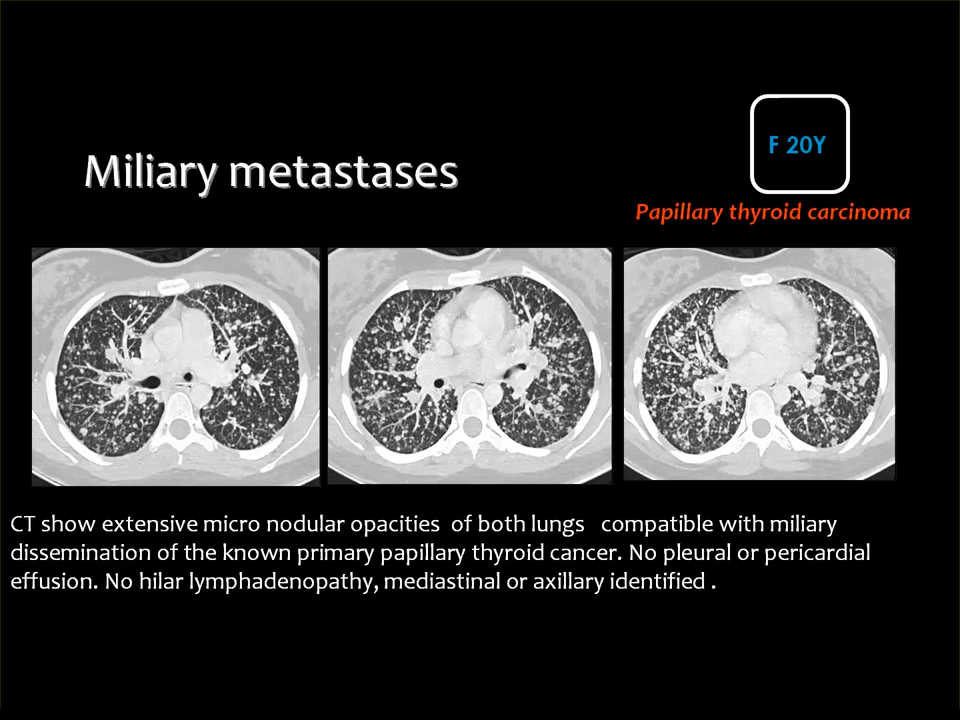 F 20Y
Miliary metastases
Papillary thyroid carcinoma
CT show extensive micro nodular opacities of both lungs compatible with miliary
dissemination of the known primary papillary thyroid cancer. No pleural or pericardial
effusion. No hilar lymphadenopathy, mediastinal or axillary identified .